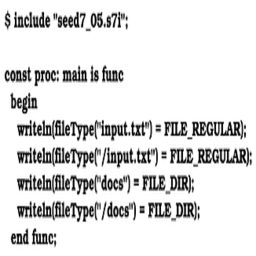 $ include "seed7_05.s7i";
const proc: main is func
begin
writeln(fileType("input.txt") = FILE_REGULAR);
writeln(fileType("/input.txt") = FILE_REGULAR);
writeln(fileType("docs") = FILE_DIR);
writeln(fileType("/docs") = FILE_DIR);
end func;